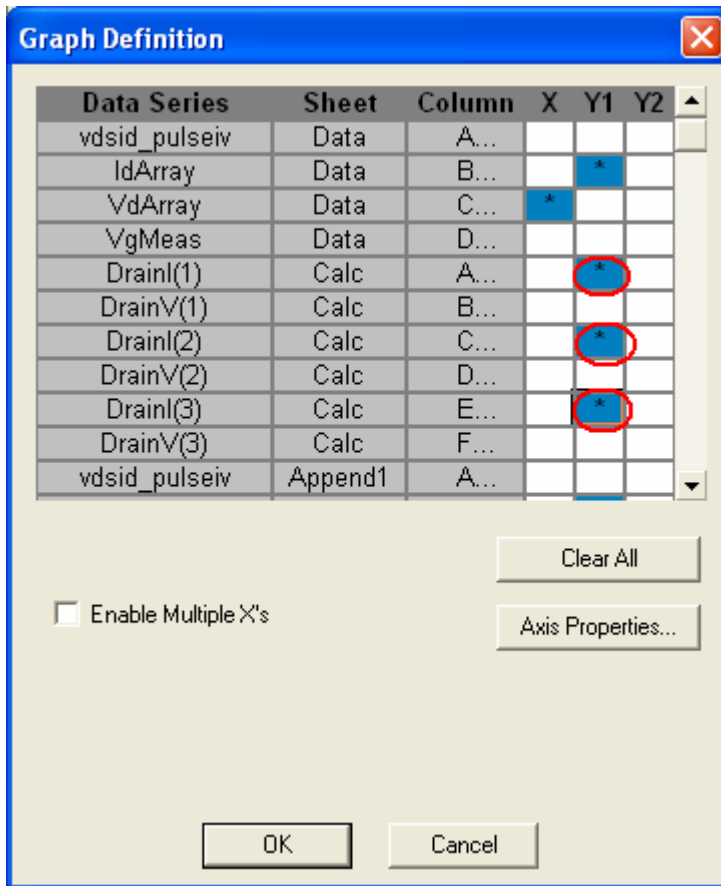 Graph Definition
Data Series Sheet Column X Y1 Y2
vdsid_pulseiv Data A...
IdArray Data B... *
VdArray Data C... *
VgMeas Data D...
DrainI(1) Calc A... *
DrainV(1) Calc B...
DrainI(2) Calc C... *
DrainV(2) Calc D...
DrainI(3) Calc E... *
DrainV(3) Calc F...
vdsid_pulseiv Append1 A...
Clear All
Enable Multiple X's
Axis Properties...
OK Cancel